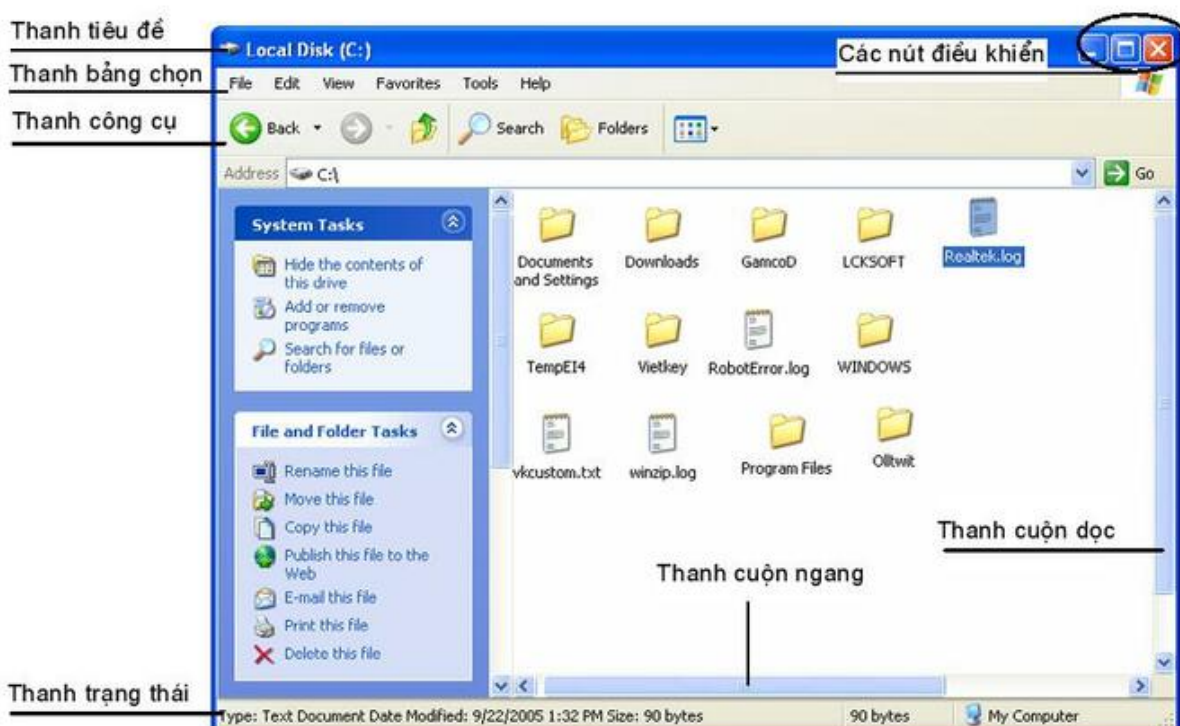 Thanh tiêu đề
Local Disk (C:)
Các nút điều khiển
Thanh bảng chọn
File Edit View Favorites Tools Help
Thanh công cụ
Back Search Folders
Address C:\ Go
System Tasks
Hide the contents of
this drive
Add or remove
programs
Search for files or
folders
File and Folder Tasks
Rename this file
Move this file
Copy this file
Publish this file to the
Web
E-mail this file
Print this file
Delete this file
Documents
and Settings
Downloads
GamcoD
LCKSOFT
Realtek.log
TempEI4
Vietkey
RobotError.log
WINDOWS
vkcustom.txt
winzip.log
Program Files
Olltwit
Thanh cuộn dọc
Thanh cuộn ngang
Thanh trạng thái
Type: Text Document Date Modified: 9/22/2005 1:32 PM Size: 90 bytes 90 bytes My Computer